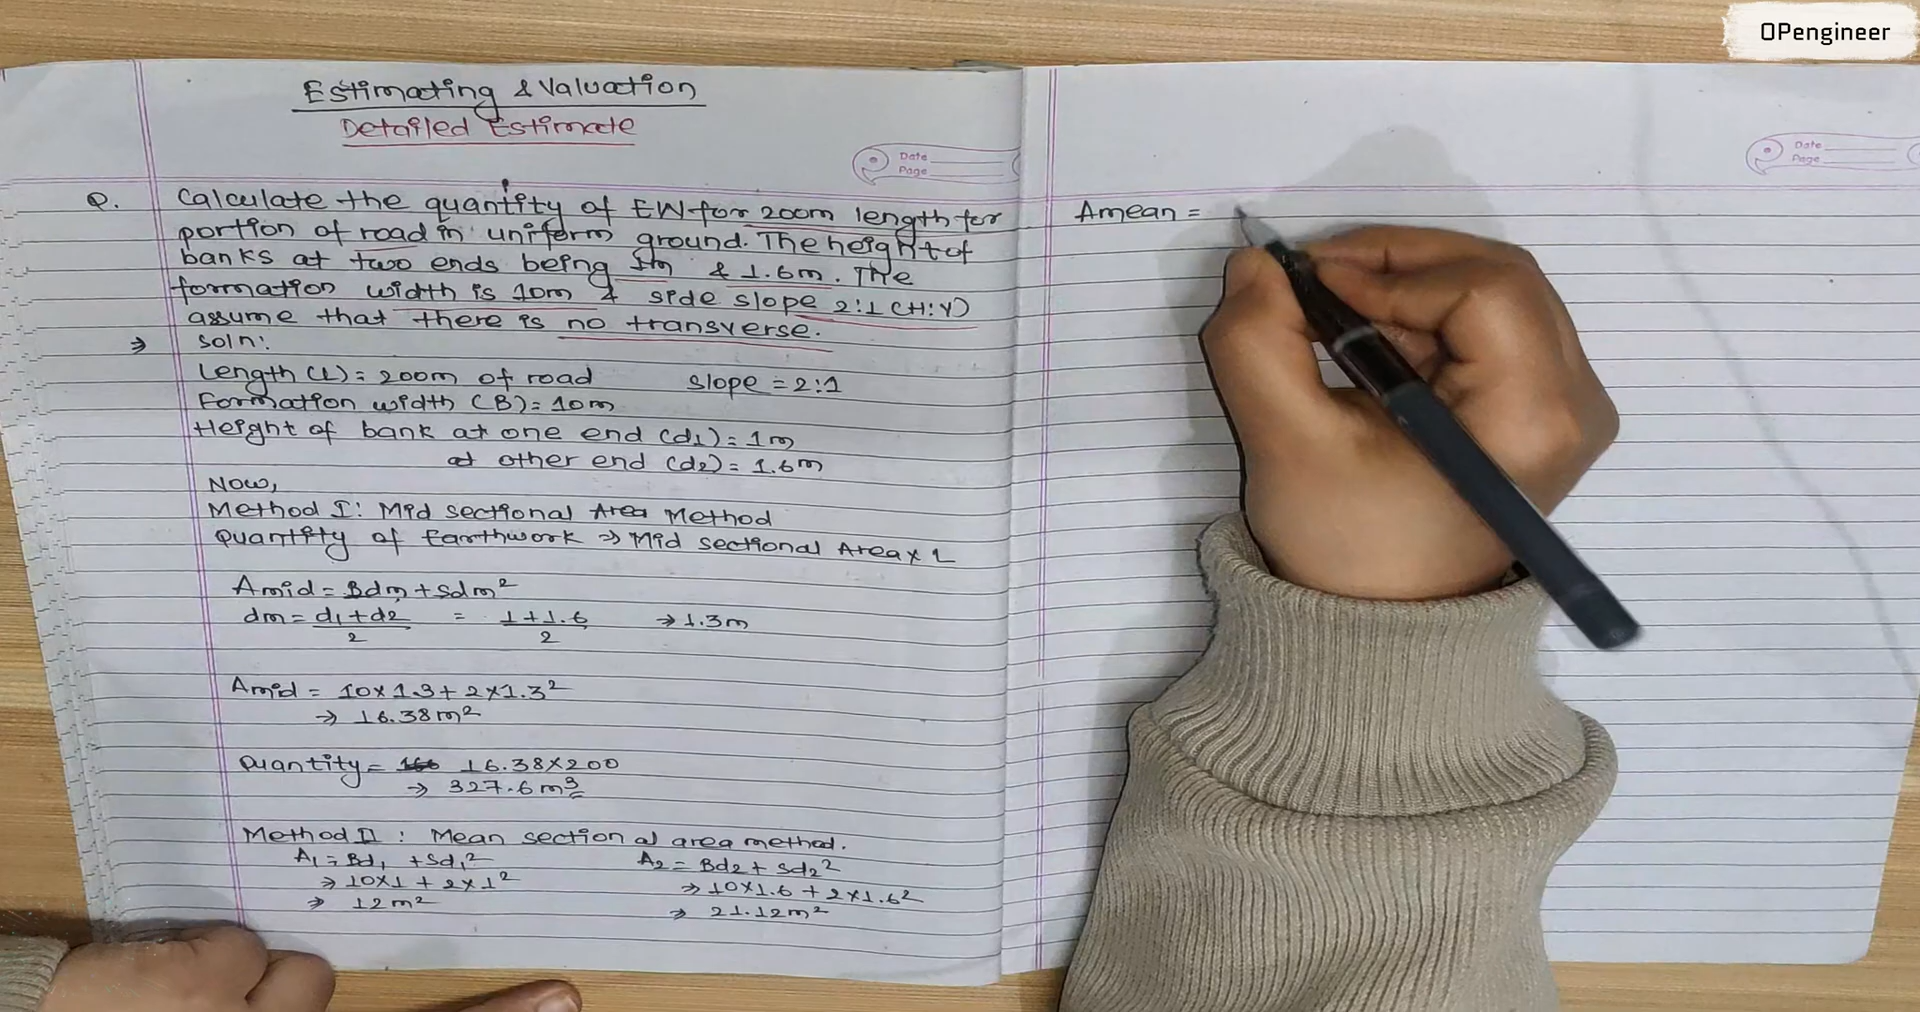 OPengineer
Estimating & Valuation
Detailed Estimate
Date
Page
Q. Calculate the quantity of EW for 200m length for
portion of road in uniform ground. The height of
banks at two ends being 1m & 1.6m. The
formation width is 10m & side slope 2:1 (H:V)
assume that there is no transverse.
⇒ Soln:
Length (L) = 200m of road slope = 2:1
Formation width (B) = 10m
Height of bank at one end (d1) = 1m
at other end (d2) = 1.6m
Now,
Method I: Mid sectional Area Method
Quantity of Earthwork ⇒ Mid sectional Area × L
Amid = Bdm + Sdm²
dm = d1+d2/2 = 1+1.6/2 → 1.3m
Amid = 10×1.3 + 2×1.3²
→ 16.38m²
Quantity = 16.38×200
→ 327.6m³
Method II: Mean sectional area method.
A1 = Bd1 + Sd1² A2 = Bd2 + Sd2²
⇒ 10×1 + 2×1² ⇒ 10×1.6 + 2×1.6²
⇒ 12m² ⇒ 21.12m²
Date
Page
Amean =